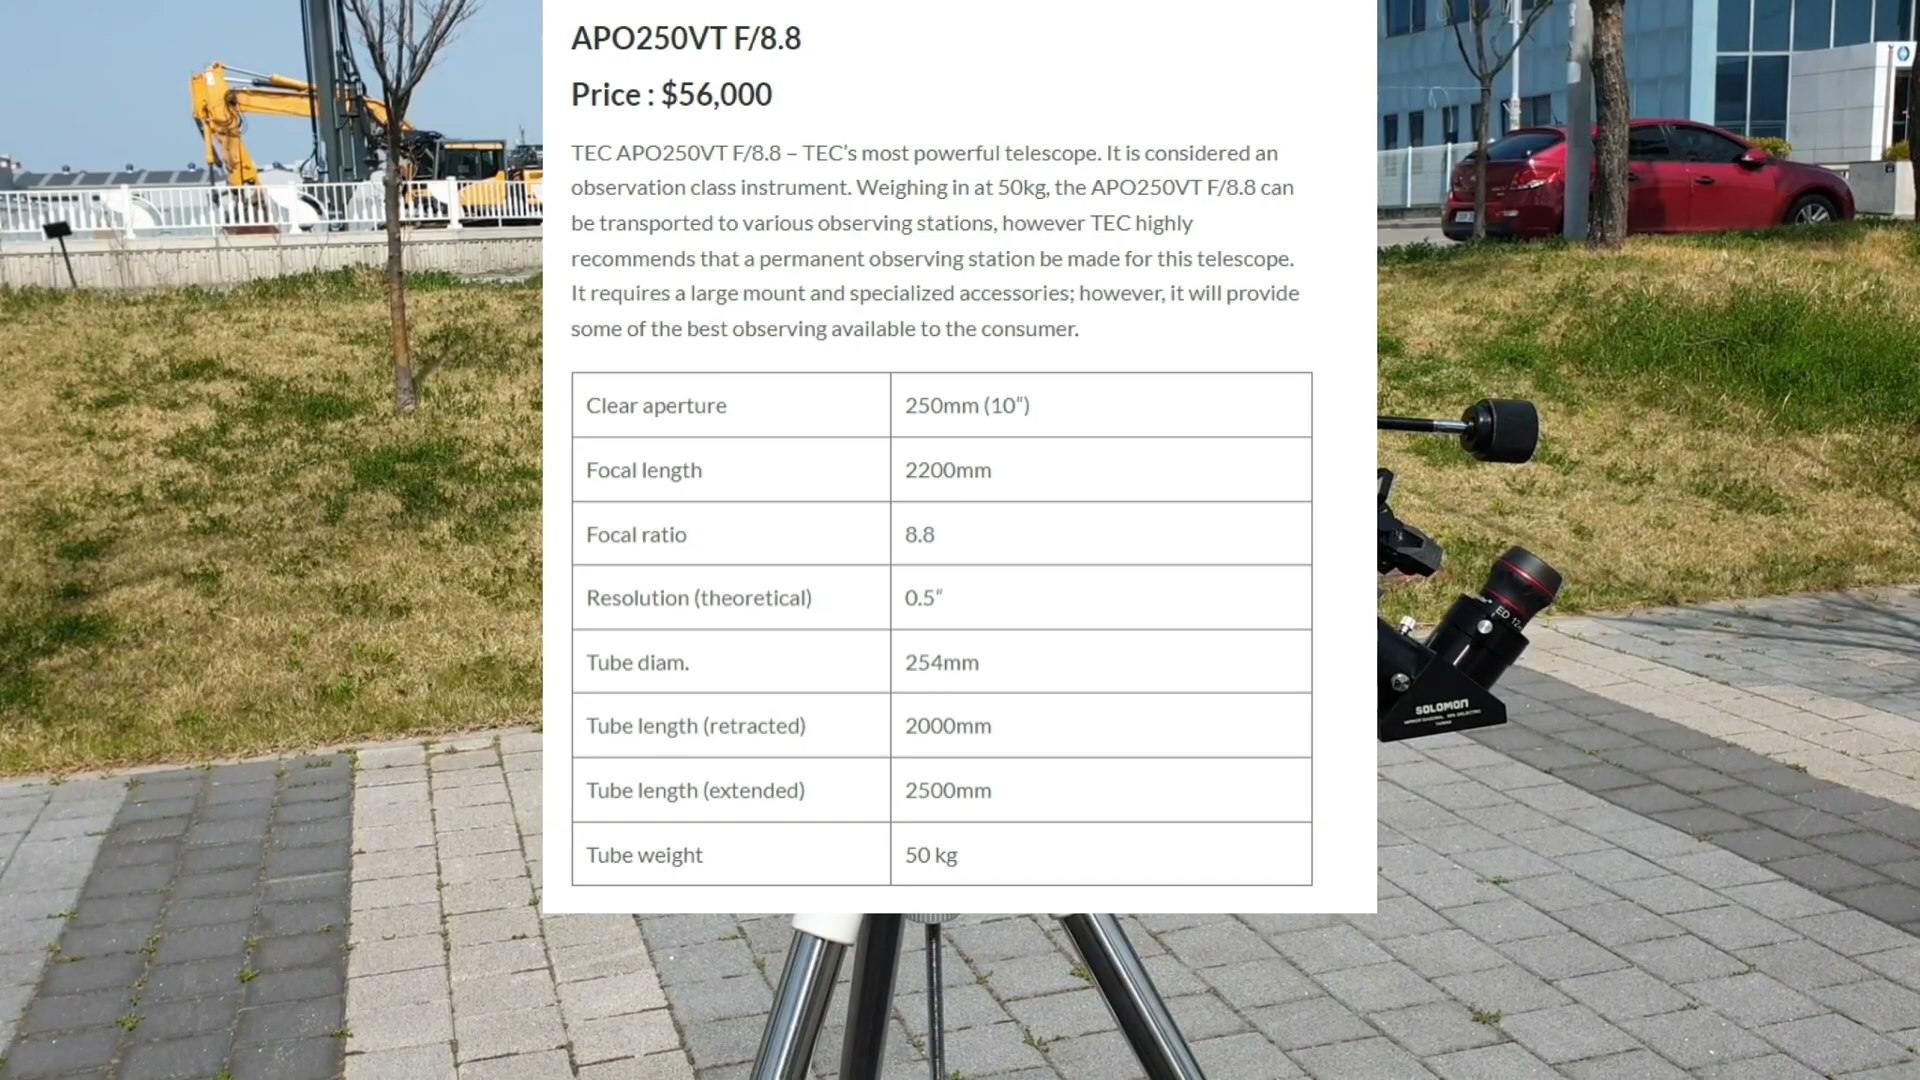 APO250VT F/8.8
Price : $56,000
TEC APO250VT F/8.8 – TEC’s most powerful telescope. It is considered an
observation class instrument. Weighing in at 50kg, the APO250VT F/8.8 can
be transported to various observing stations, however TEC highly
recommends that a permanent observing station be made for this telescope.
It requires a large mount and specialized accessories; however, it will provide
some of the best observing available to the consumer.
Clear aperture 250mm (10”)
Focal length 2200mm
Focal ratio 8.8
Resolution (theoretical) 0.5″
Tube diam. 254mm
Tube length (retracted) 2000mm
Tube length (extended) 2500mm
Tube weight 50 kg
ED 12
SOLOMON